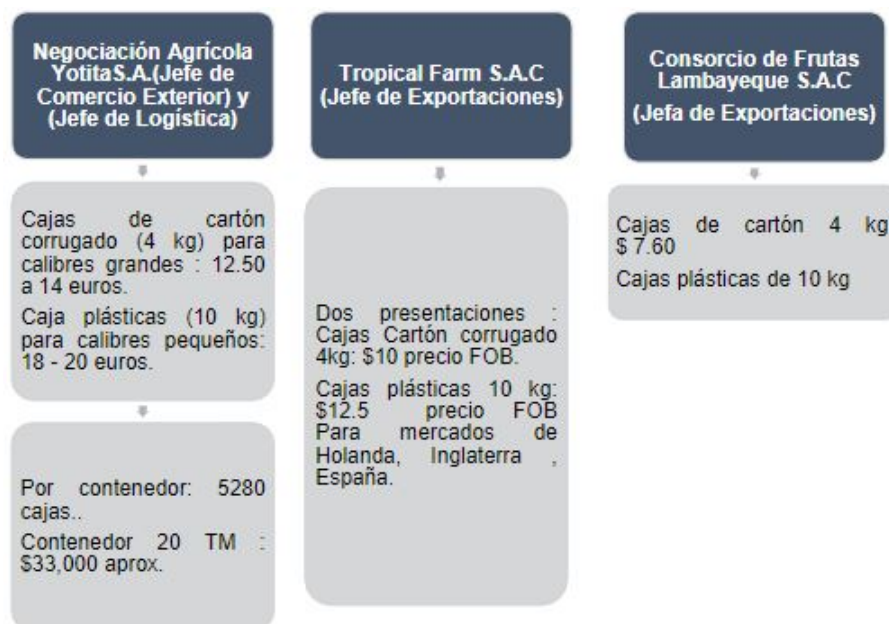 Negociación Agrícola
YotitaS.A.(Jefe de
Comercio Exterior) y
(Jefe de Logística)
Cajas de cartón
corrugado (4 kg) para
calibres grandes : 12.50
a 14 euros.
Caja plásticas (10 kg)
para calibres pequeños:
18 - 20 euros.
Por contenedor: 5280
cajas..
Contenedor 20 TM :
$33,000 aprox.
Tropical Farm S.A.C
(Jefe de Exportaciones)
Dos presentaciones :
Cajas Cartón corrugado
4kg: $10 precio FOB.
Cajas plásticas 10 kg:
$12.5 precio FOB
Para mercados de
Holanda, Inglaterra ,
España.
Consorcio de Frutas
Lambayeque S.A.C
(Jefa de Exportaciones)
Cajas de cartón 4 kg
$ 7.60
Cajas plásticas de 10 kg